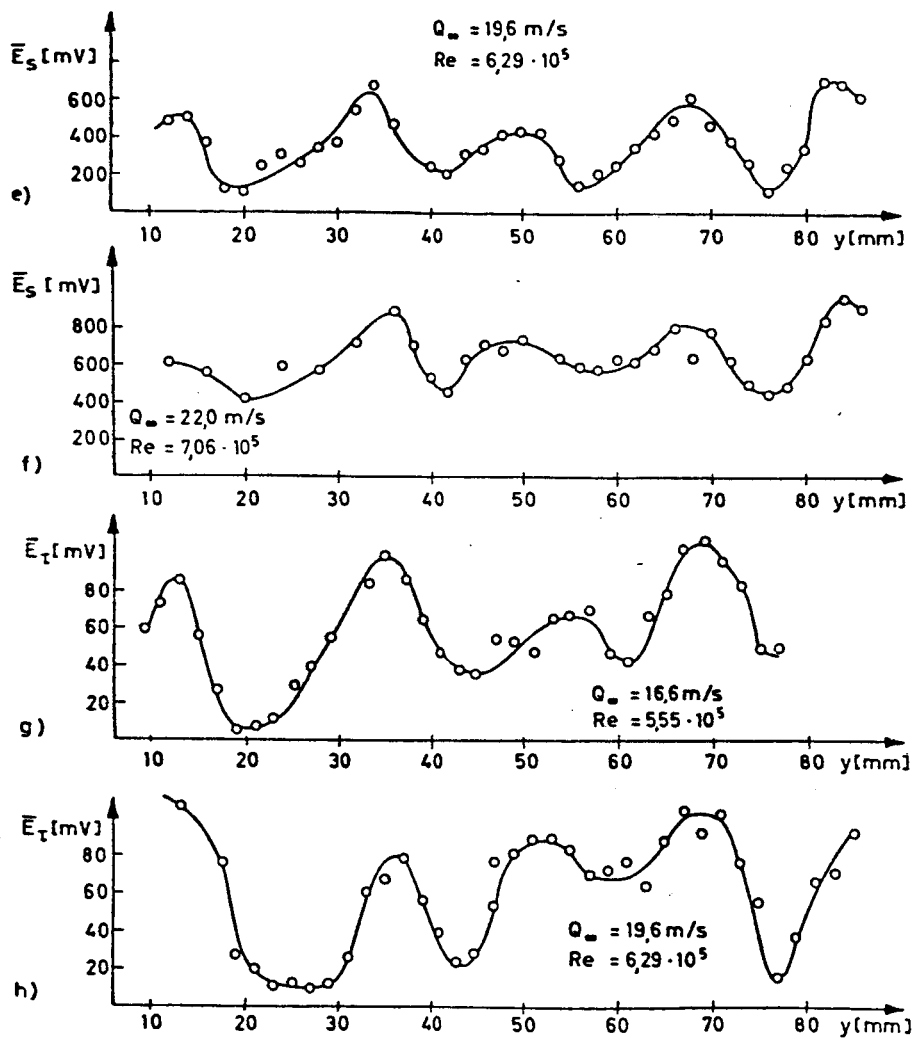 Q∞ = 19,6 m/s
Re = 6,29 · 10⁵
E̅s [mV]
600
400
200
e)
10 20 30 40 50 60 70 80 y[mm]
E̅s [mV]
800
600
400
200
Q∞ = 22,0 m/s
Re = 7,06 · 10⁵
f)
10 20 30 40 50 60 70 80 y[mm]
E̅τ[mV]
80
60
40
20
Q∞ = 16,6 m/s
Re = 5,55 · 10⁵
g)
10 20 30 40 50 60 70 80 y[mm]
E̅τ[mV]
80
60
40
20
Q∞ = 19,6 m/s
Re = 6,29 · 10⁵
h)
10 20 30 40 50 60 70 80 y[mm]